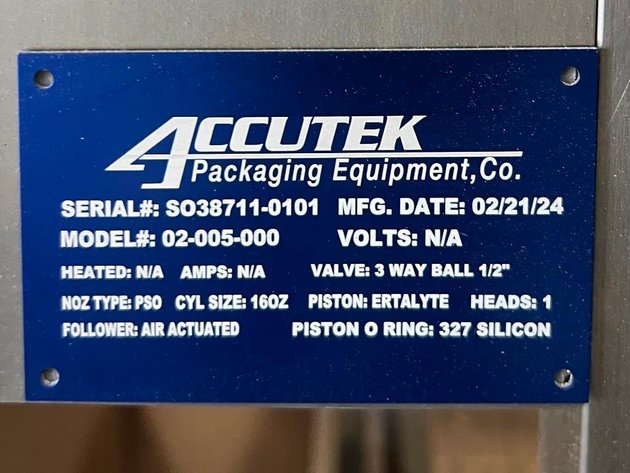 ACCUTEK
Packaging Equipment,Co.
SERIAL#: SO38711-0101 MFG. DATE: 02/21/24
MODEL#: 02-005-000 VOLTS: N/A
HEATED: N/A AMPS: N/A VALVE: 3 WAY BALL 1/2"
NOZ TYPE: PSO CYL SIZE: 16OZ PISTON: ERTALYTE HEADS: 1
FOLLOWER: AIR ACTUATED PISTON O RING: 327 SILICON